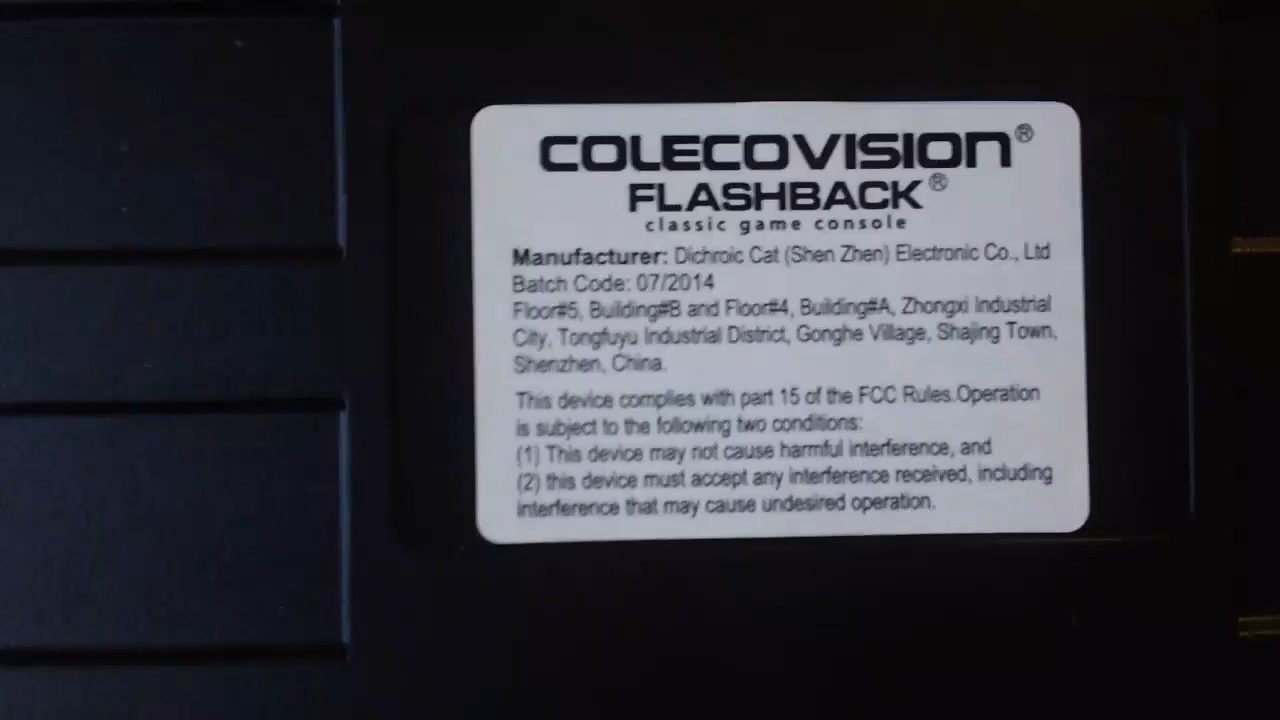 COLECOVISION®
FLASHBACK®
classic game console
Manufacturer: Dichroic Cat (Shen Zhen) Electronic Co., Ltd
Batch Code: 07/2014
Floor#5, Building#B and Floor#4, Building#A, Zhongxi Industrial
City, Tongfuyu Industrial District, Gonghe Village, Shajing Town,
Shenzhen, China.
This device complies with part 15 of the FCC Rules.Operation
is subject to the following two conditions:
(1) This device may not cause harmful interference, and
(2) this device must accept any interference received, including
interference that may cause undesired operation.